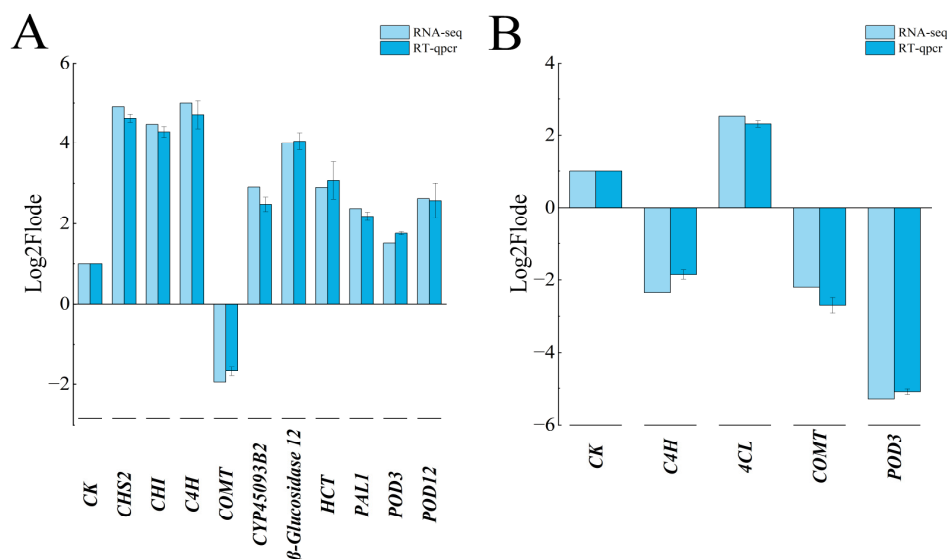 A
RNA-seq
RT-qpcr
Log2Flode
6
4
2
0
−2
CK
CHS2
CHI
C4H
COMT
CYP45093B2
β-Glucosidase 12
HCT
PAL1
POD3
POD12
B
RNA-seq
RT-qpcr
Log2Flode
4
2
0
−2
−4
−6
CK
C4H
4CL
COMT
POD3